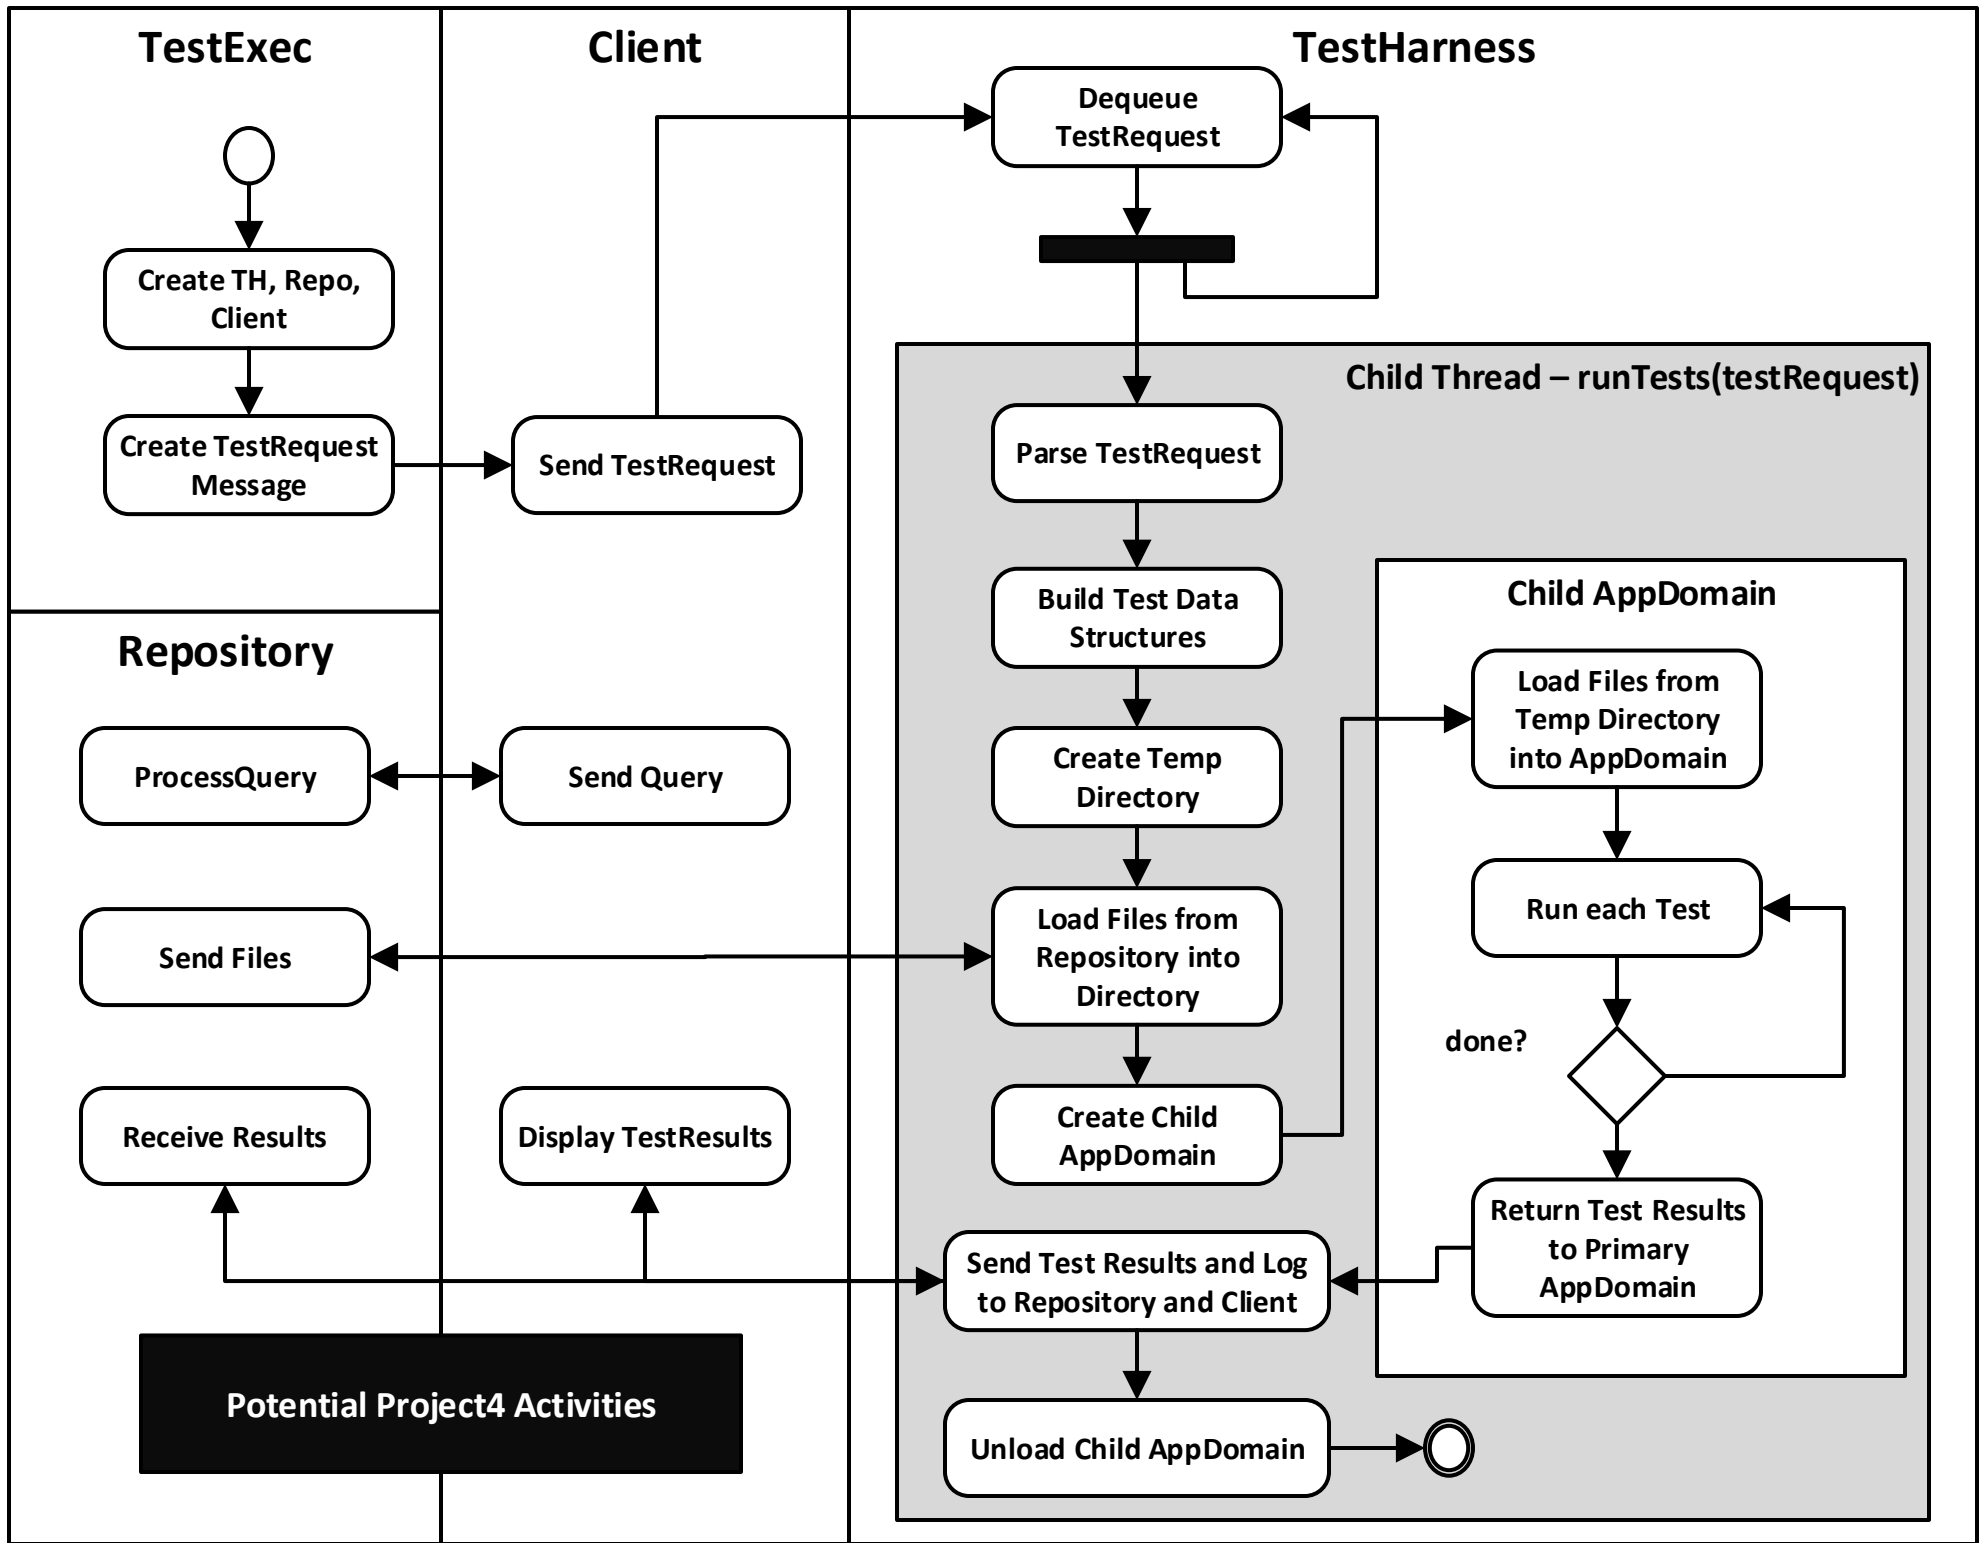 TestExec
Create TH, Repo,
Client
Create TestRequest
Message
Repository
ProcessQuery
Send Files
Receive Results
Client
Send TestRequest
Send Query
Display TestResults
Potential Project4 Activities
TestHarness
Dequeue
TestRequest
Child Thread – runTests(testRequest)
Parse TestRequest
Build Test Data
Structures
Create Temp
Directory
Load Files from
Repository into
Directory
Create Child
AppDomain
Child AppDomain
Load Files from
Temp Directory
into AppDomain
Run each Test
done?
Return Test Results
to Primary
AppDomain
Send Test Results and Log
to Repository and Client
Unload Child AppDomain